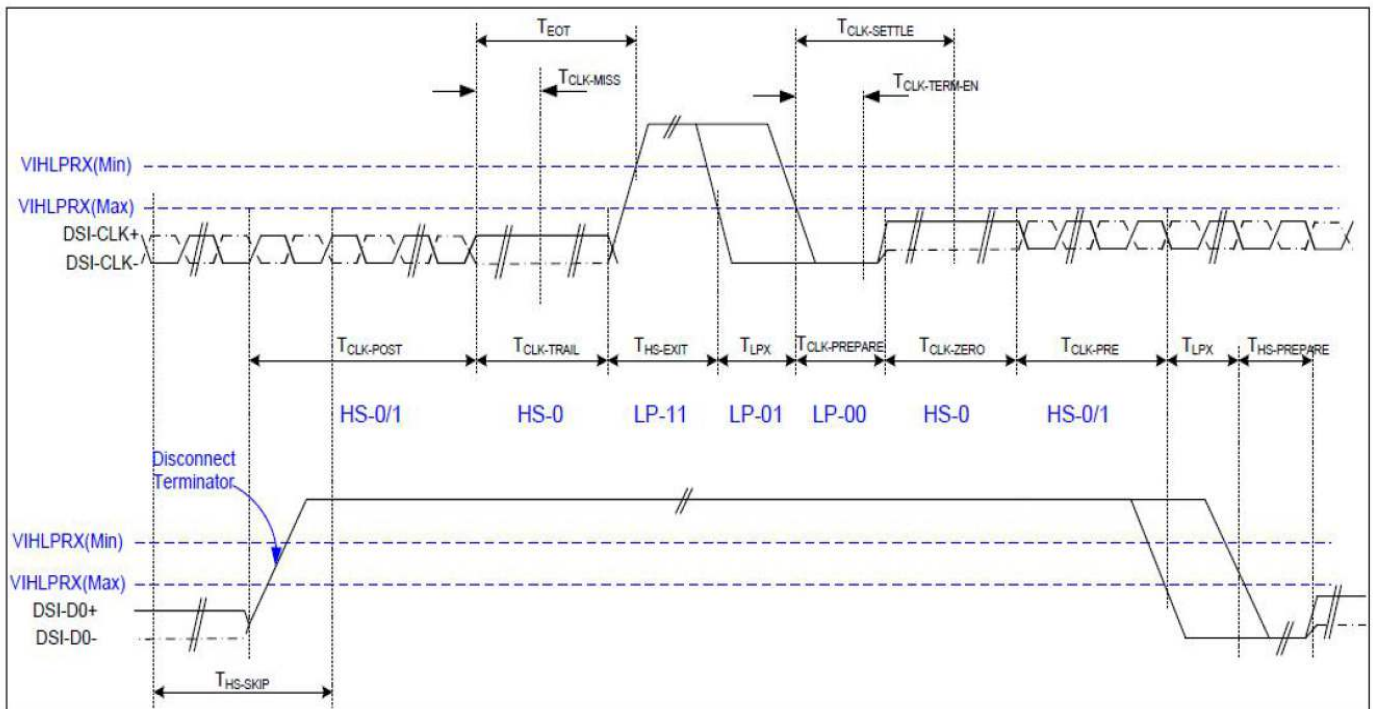 TEOT
TCLK-SETTLE
TCLK-MISS
TCLK-TERM-EN
VIHLPRX(Min)
VIHLPRX(Max)
DSI-CLK+
DSI-CLK-
TCLK-POST
TCLK-TRAIL
THS-EXIT
TLPX
TCLK-PREPARE
TCLK-ZERO
TCLK-PRE
TLPX
THS-PREPARE
HS-0/1
HS-0
LP-11
LP-01
LP-00
HS-0
HS-0/1
Disconnect
Terminator
VIHLPRX(Min)
VIHLPRX(Max)
DSI-D0+
DSI-D0-
THS-SKIP